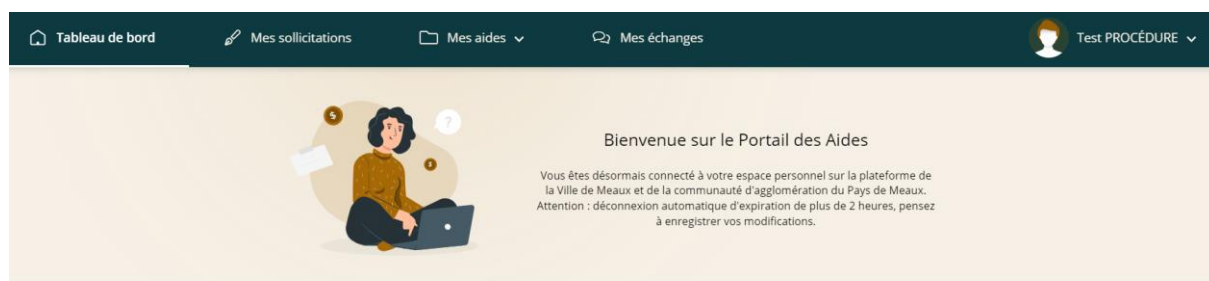 Tableau de bord Mes sollicitations Mes aides Mes échanges Test PROCÉDURE
$ ?
$
Bienvenue sur le Portail des Aides
Vous êtes désormais connecté à votre espace personnel sur la plateforme de
la Ville de Meaux et de la communauté d'agglomération du Pays de Meaux.
Attention : déconnexion automatique d'expiration de plus de 2 heures, pensez
à enregistrer vos modifications.